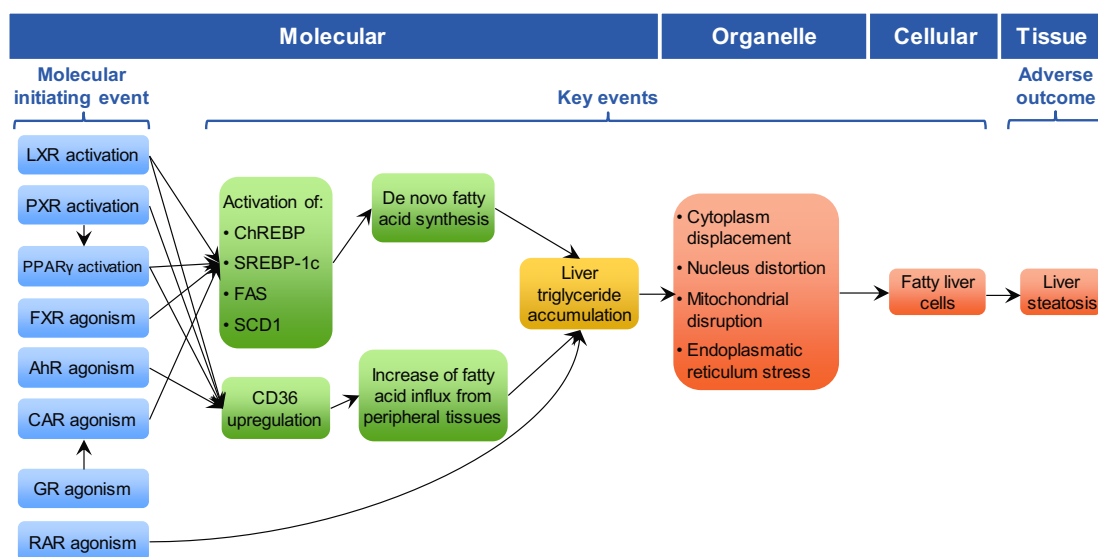 Molecular
Organelle
Cellular
Tissue
Molecular
initiating event
Key events
Adverse
outcome
LXR activation
PXR activation
PPARγ activation
FXR agonism
AhR agonism
CAR agonism
GR agonism
RAR agonism
Activation of:
• ChREBP
• SREBP-1c
• FAS
• SCD1
CD36
upregulation
De novo fatty
acid synthesis
Increase of fatty
acid influx from
peripheral tissues
Liver
triglyceride
accumulation
• Cytoplasm
displacement
• Nucleus distortion
• Mitochondrial
disruption
• Endoplasmatic
reticulum stress
Fatty liver
cells
Liver
steatosis